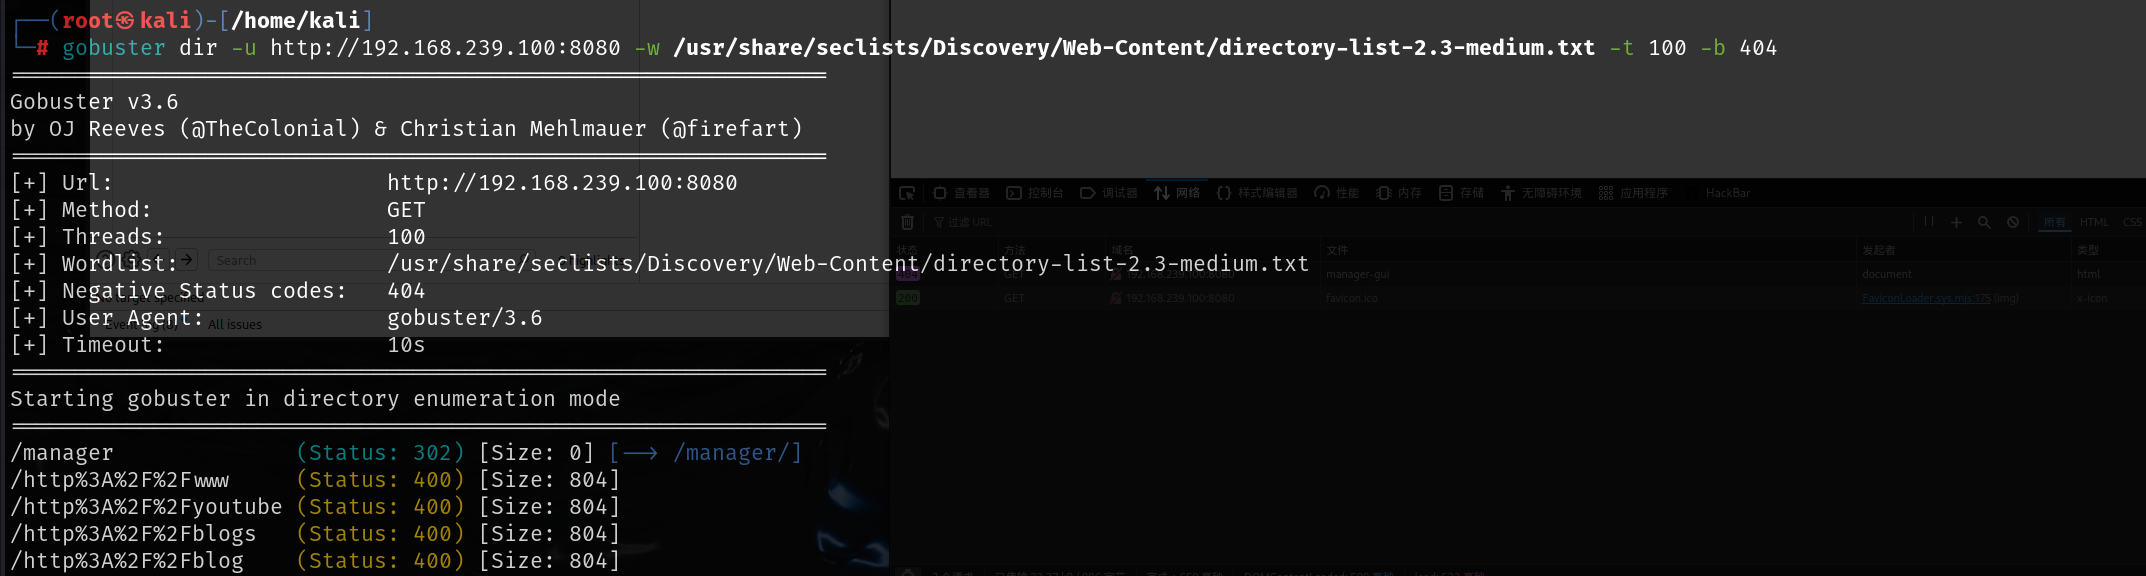 ┌──(root㉿kali)-[/home/kali]
└─# gobuster dir -u http://192.168.239.100:8080 -w /usr/share/seclists/Discovery/Web-Content/directory-list-2.3-medium.txt -t 100 -b 404
===============================================================
Gobuster v3.6
by OJ Reeves (@TheColonial) & Christian Mehlmauer (@firefart)
===============================================================
[+] Url: http://192.168.239.100:8080
[+] Method: GET
[+] Threads: 100
[+] Wordlist: /usr/share/seclists/Discovery/Web-Content/directory-list-2.3-medium.txt
[+] Negative Status codes: 404
[+] User Agent: gobuster/3.6
[+] Timeout: 10s
===============================================================
Starting gobuster in directory enumeration mode
===============================================================
/manager (Status: 302) [Size: 0] [--> /manager/]
/http%3A%2F%2Fwww (Status: 400) [Size: 804]
/http%3A%2F%2Fyoutube (Status: 400) [Size: 804]
/http%3A%2F%2Fblogs (Status: 400) [Size: 804]
/http%3A%2F%2Fblog (Status: 400) [Size: 804]
Search
All issues
查看器 控制台 调试器 网络 样式编辑器 性能 内存 存储 无障碍环境 应用程序 HackBar
过滤 URL
所有 HTML CSS
状态 方法 域名 文件 发起者 类型
404 GET 192.168.239.100:8080 manager-gui document html
200 GET 192.168.239.100:8080 favicon.ico FaviconLoader.sys.mjs:175 (img) x-icon